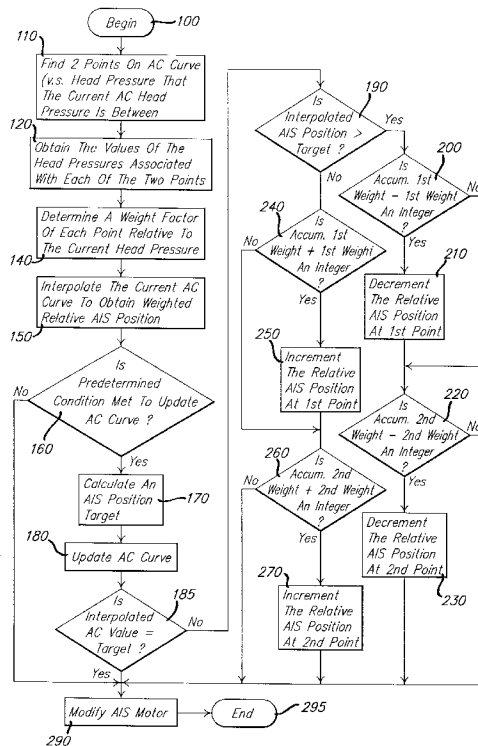 Begin
100
110
Find 2 Points On AC Curve
(v.s. Head Pressure That
The Current AC Head
Pressure Is Between
120
Obtain The Values Of The
Head Pressures Associated
With Each Of The Two Points
Determine A Weight Factor
Of Each Point Relative To
The Current Head Pressure
140
Interpolate The Current AC
Curve To Obtain Weighted
Relative AIS Position
150
Is
Predetermined
Condition Met To Update
AC Curve ?
No
160
Yes
Calculate An
AIS Position
Target
170
180
Update AC Curve
Is
Interpolated
AC Value =
Target ?
185
No
Yes
Modify AIS Motor
290
End
295
Is
Interpolated
AIS Position >
Target ?
190
Yes
No
Is
Accum. 1st
Weight - 1st Weight
An Integer
?
200
No
Yes
210
Decrement
The Relative
AIS Position
At 1st Point
240
Is
Accum. 1st
Weight + 1st Weight
An Integer
?
No
Yes
250
Increment
The Relative
AIS Position
At 1st Point
Is
Accum. 2nd
Weight - 2nd Weight
An Integer
?
220
No
Yes
Decrement
The Relative
AIS Position
At 2nd Point
230
260
Is
Accum. 2nd
Weight + 2nd Weight
An Integer
?
No
Yes
270
Increment
The Relative
AIS Position
At 2nd Point